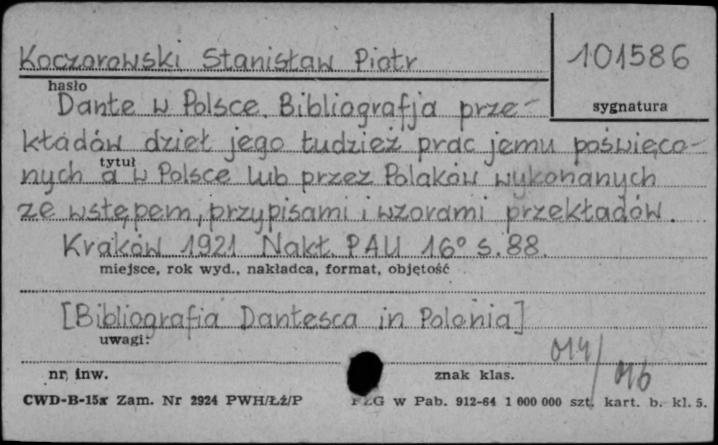 Koczorowski Stanisław Piotr
101586
hasło
sygnatura
Dante w Polsce. Bibliografja prze-
kładów dzieł jego tudzież prac jemu poświęco-
tytuł
nych a w Polsce lub przez Polaków wykonanych
ze wstępem, przypisami i wzorami przekładów.
Kraków 1921 Nakł. PAU 16° s. 88.
miejsce, rok wyd., nakładca, format, objętość
[Bibliografia Dantesca in Polonia]
uwagi:
014/016
nr. inw.
znak klas.
CWD-B-15x Zam. Nr 2924 PWH/Łż/P
w Pab. 912-64 1 000 000 szt. kart. b. kl. 5.